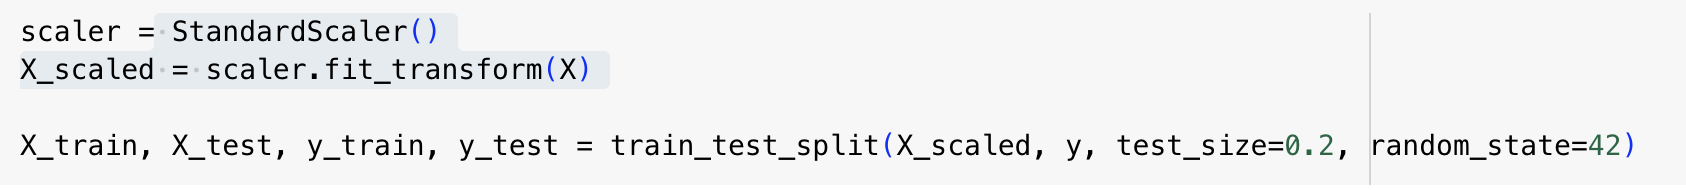 scaler = StandardScaler()
X_scaled = scaler.fit_transform(X)
X_train, X_test, y_train, y_test = train_test_split(X_scaled, y, test_size=0.2, random_state=42)